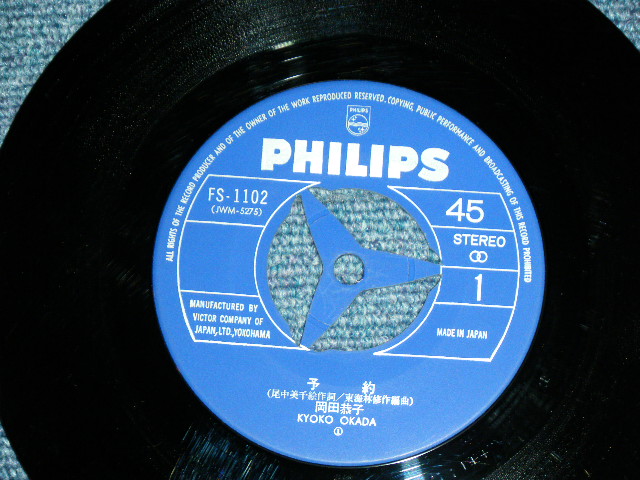 ALL RIGHTS OF THE RECORD PRODUCER AND OF THE OWNER OF THE WORK REPRODUCED RESERVED. COPYING, PUBLIC PERFORMANCE AND BROADCASTING OF THIS RECORD PROHIBITED
PHILIPS
PHILIPS
FS-1102
(JWM-5275)
45
STEREO
1
MANUFACTURED BY
VICTOR COMPANY OF
JAPAN, LTD., YOKOHAMA
MADE IN JAPAN
予約
(尾中美千絵作詞/東海林修作編曲)
岡田恭子
KYOKO OKADA